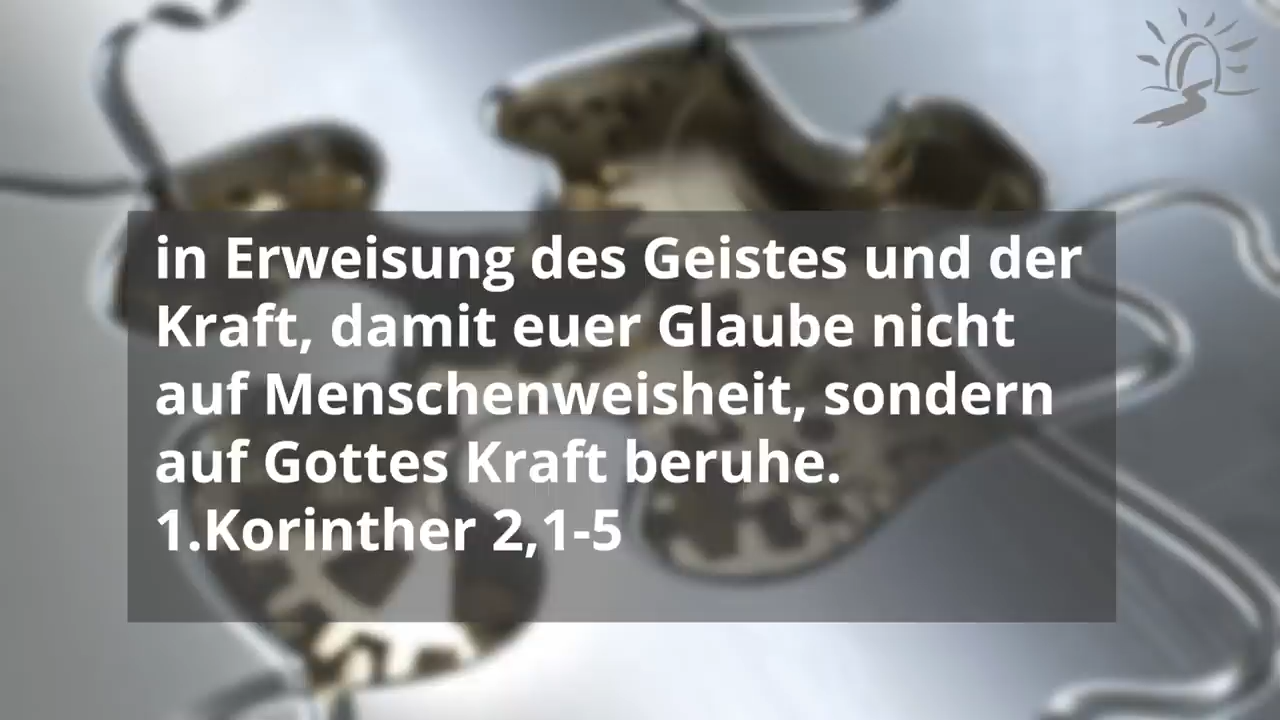 in Erweisung des Geistes und der
Kraft, damit euer Glaube nicht
auf Menschenweisheit, sondern
auf Gottes Kraft beruhe.
1.Korinther 2,1-5